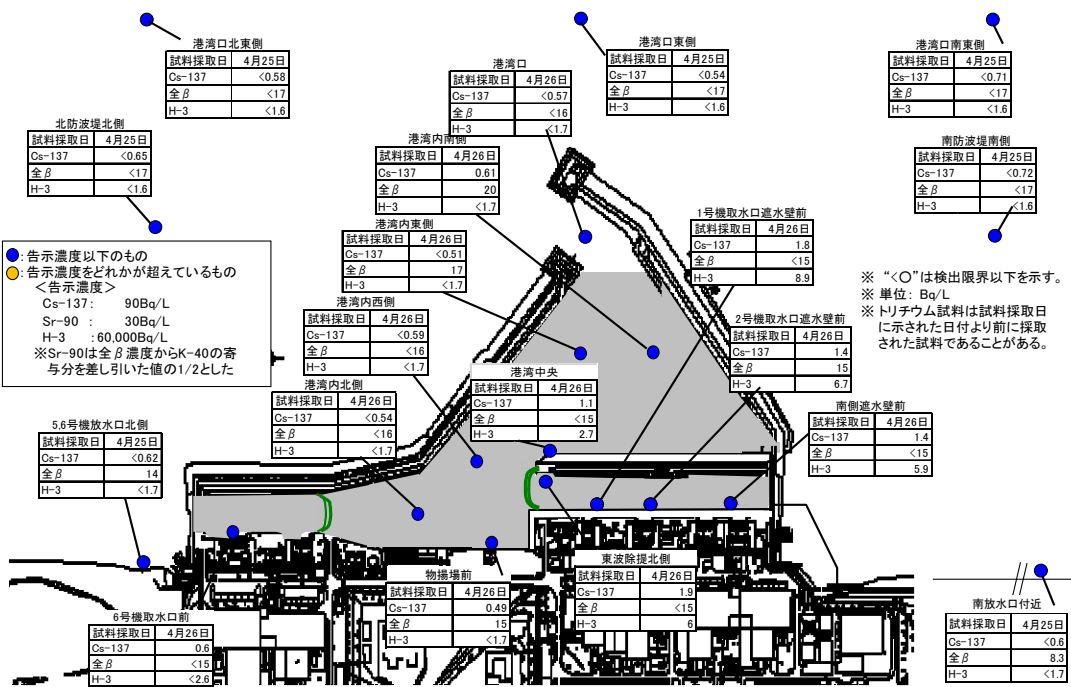 港湾口北東側
試料採取日 4月25日
Cs-137 <0.58
全β <17
H-3 <1.6
港湾口東側
試料採取日 4月25日
Cs-137 <0.54
全β <17
H-3 <1.6
港湾口南東側
試料採取日 4月25日
Cs-137 <0.71
全β <17
H-3 <1.6
港湾口
試料採取日 4月26日
Cs-137 <0.57
全β <16
H-3 <1.7
北防波堤北側
試料採取日 4月25日
Cs-137 <0.65
全β <17
H-3 <1.6
港湾内南側
試料採取日 4月26日
Cs-137 0.61
全β 20
H-3 <1.7
南防波堤南側
試料採取日 4月25日
Cs-137 <0.72
全β <17
H-3 <1.6
港湾内東側
試料採取日 4月26日
Cs-137 <0.51
全β 17
H-3 <1.7
1号機取水口遮水壁前
試料採取日 4月26日
Cs-137 1.8
全β <15
H-3 8.9
:告示濃度以下のもの
:告示濃度をどれかが超えているもの
<告示濃度>
Cs-137: 90Bq/L
Sr-90 : 30Bq/L
H-3 :60,000Bq/L
※Sr-90は全β濃度からK-40の寄
与分を差し引いた値の1/2とした
※ “<○”は検出限界以下を示す。
※ 単位: Bq/L
※ トリチウム試料は試料採取日
に示された日付より前に採取
された試料であることがある。
港湾内西側
試料採取日 4月26日
Cs-137 <0.59
全β <16
H-3 <1.7
2号機取水口遮水壁前
試料採取日 4月26日
Cs-137 1.4
全β 15
H-3 6.7
港湾中央
試料採取日 4月26日
Cs-137 1.1
全β <15
H-3 2.7
港湾内北側
試料採取日 4月26日
Cs-137 <0.54
全β <16
H-3 <1.7
南側遮水壁前
試料採取日 4月26日
Cs-137 1.4
全β <15
H-3 5.9
5,6号機放水口北側
試料採取日 4月25日
Cs-137 <0.62
全β 14
H-3 <1.7
東波除堤北側
試料採取日 4月26日
Cs-137 1.9
全β <15
H-3 6
物揚場前
試料採取日 4月26日
Cs-137 0.49
全β 15
H-3 <1.7
6号機取水口前
試料採取日 4月26日
Cs-137 0.6
全β <15
H-3 <2.6
南放水口付近
試料採取日 4月25日
Cs-137 <0.6
全β 8.3
H-3 <1.7